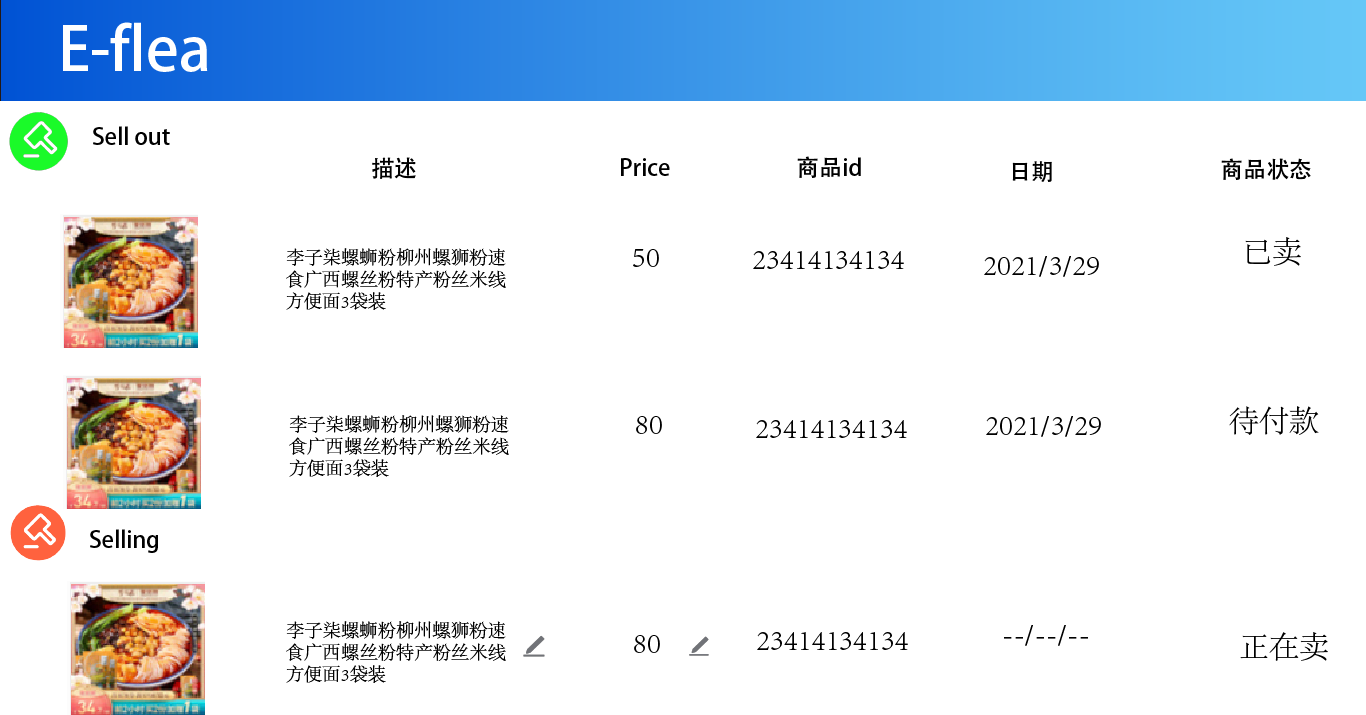 E-flea
Sell out
描述 Price 商品id 日期 商品状态
李子柒螺蛳粉柳州螺狮粉速
食广西螺丝粉特产粉丝米线
方便面3袋装
50
23414134134
2021/3/29
已卖
34
李子柒螺蛳粉柳州螺狮粉速
食广西螺丝粉特产粉丝米线
方便面3袋装
80
23414134134
2021/3/29
待付款
34
Selling
李子柒螺蛳粉柳州螺狮粉速
食广西螺丝粉特产粉丝米线
方便面3袋装
80
23414134134
--/--/--
正在卖
34